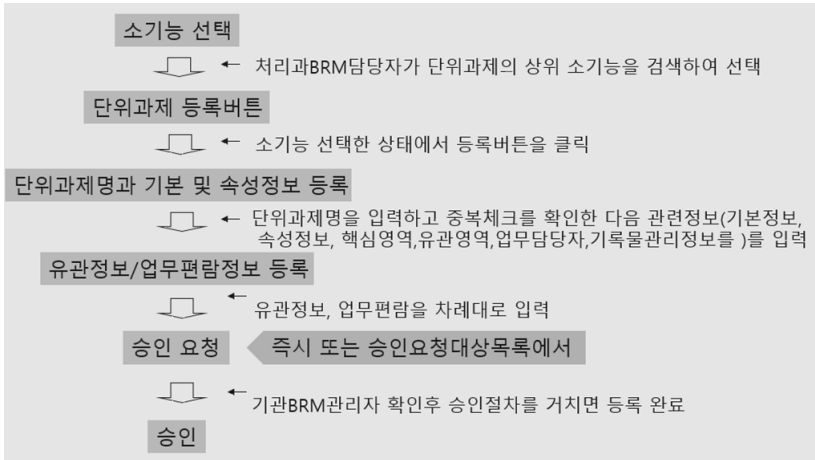 소기능 선택
처리과BRM담당자가 단위과제의 상위 소기능을 검색하여 선택
단위과제 등록버튼
소기능 선택한 상태에서 등록버튼을 클릭
단위과제명과 기본 및 속성정보 등록
단위과제명을 입력하고 중복체크를 확인한 다음 관련정보(기본정보,
속성정보, 핵심영역,유관영역,업무담당자,기록물관리정보를 )를 입력
유관정보/업무편람정보 등록
유관정보, 업무편람을 차례대로 입력
승인 요청
즉시 또는 승인요청대상목록에서
기관BRM관리자 확인후 승인절차를 거치면 등록 완료
승인